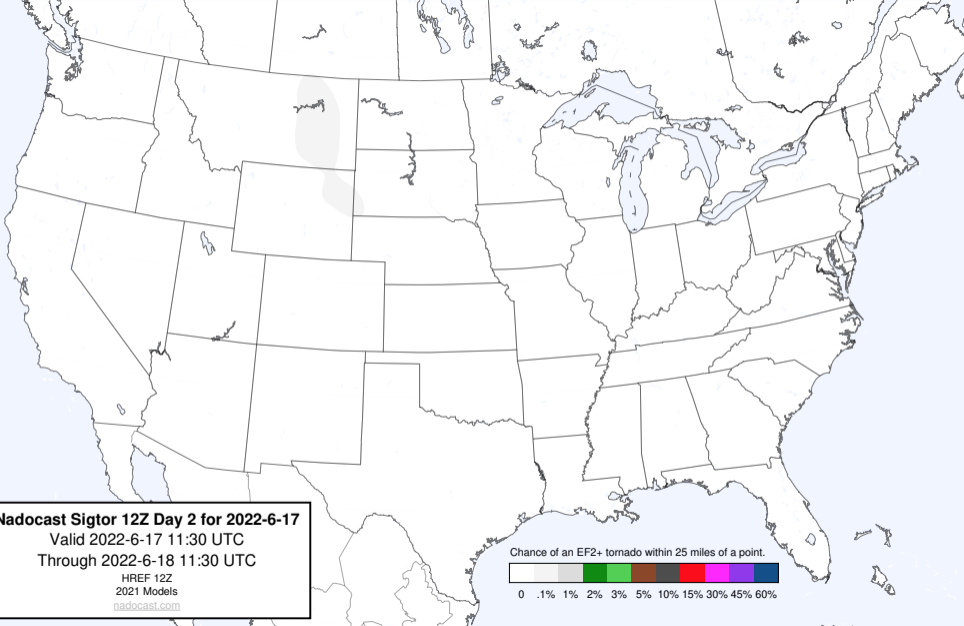 Nadocast Sigtor 12Z Day 2 for 2022-6-17
Valid 2022-6-17 11:30 UTC
Through 2022-6-18 11:30 UTC
HREF 12Z
2021 Models
nadocast.com
Chance of an EF2+ tornado within 25 miles of a point.
0 .1% 1% 2% 3% 5% 10% 15% 30% 45% 60%